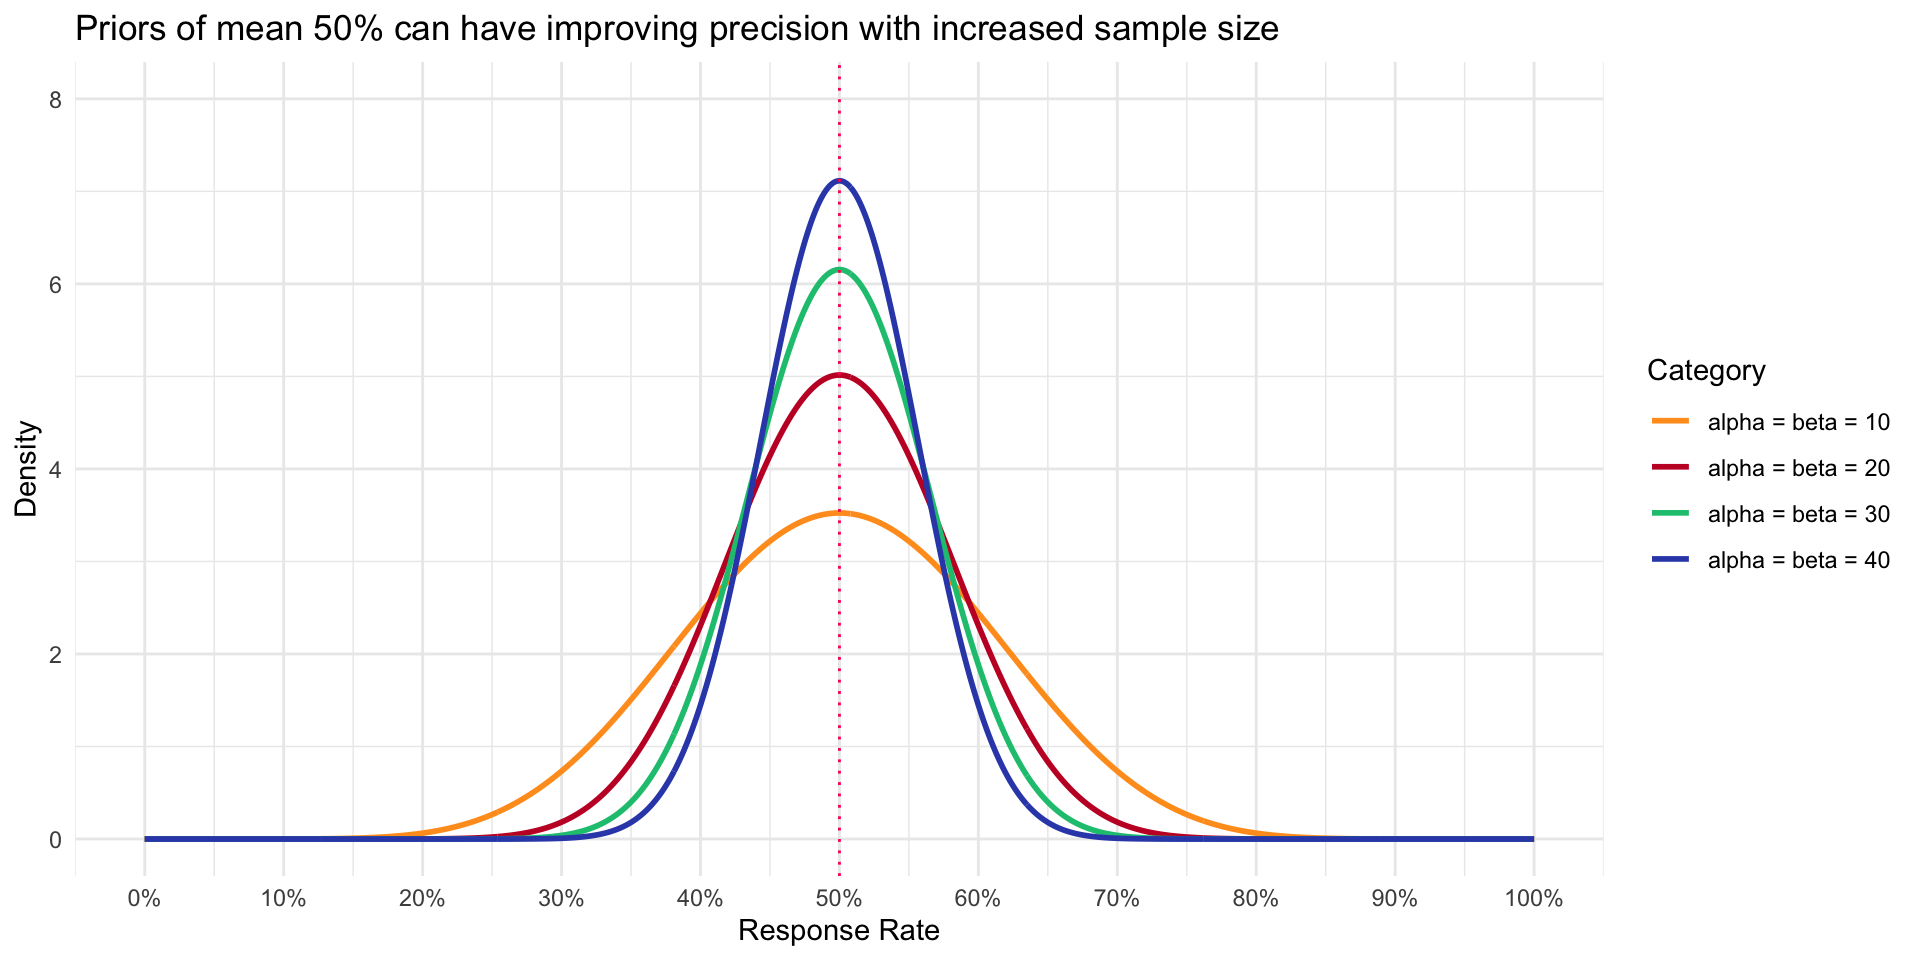 Priors of mean 50% can have improving precision with increased sample size
8
6
4
2
0
Density
0% 10% 20% 30% 40% 50% 60% 70% 80% 90% 100%
Response Rate
Category
alpha = beta = 10
alpha = beta = 20
alpha = beta = 30
alpha = beta = 40